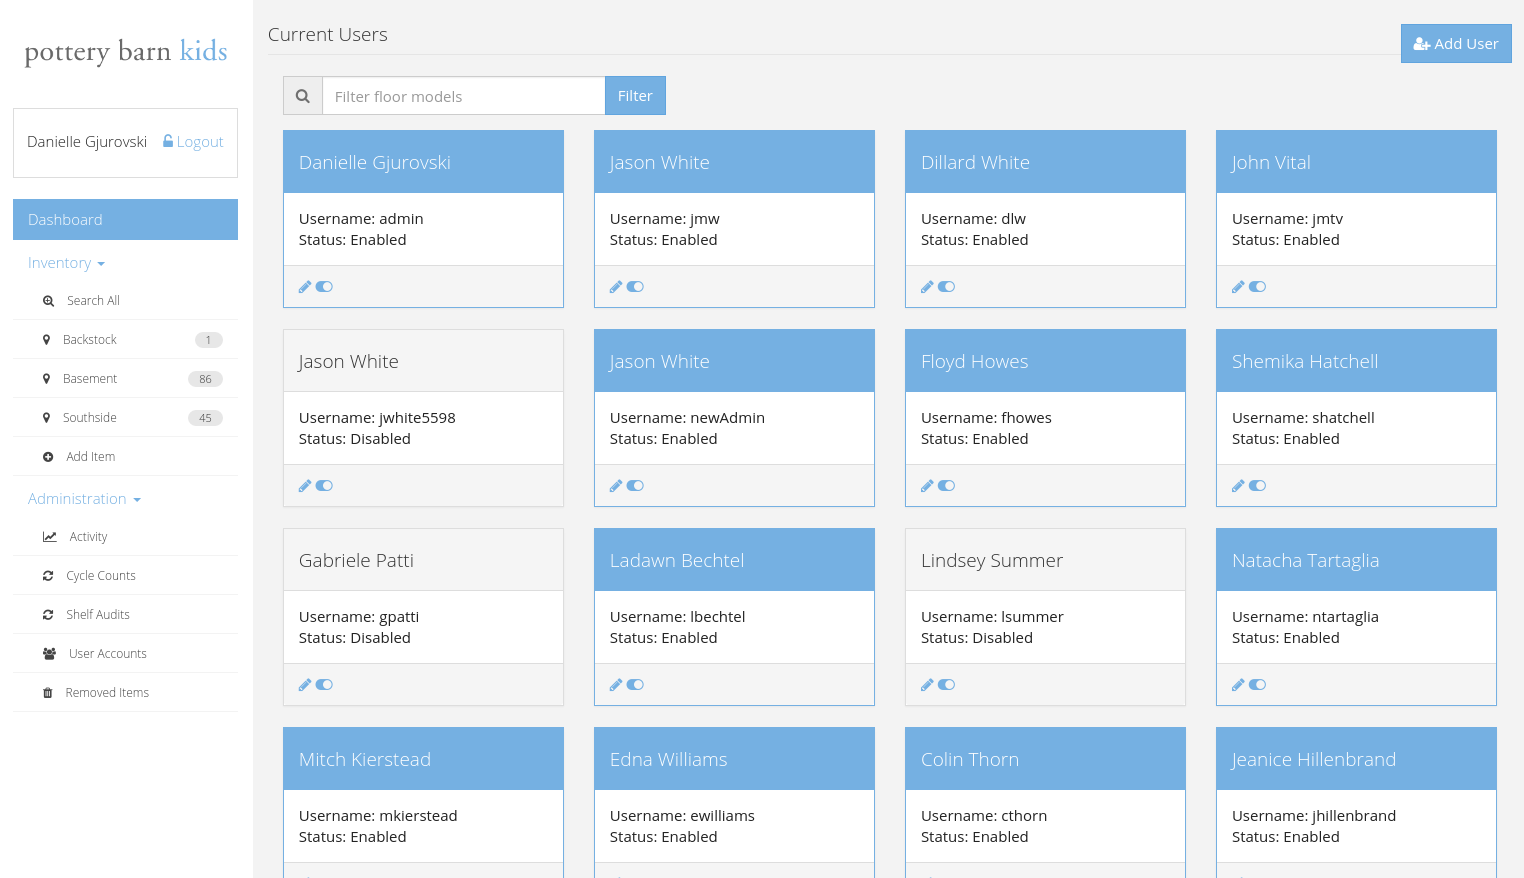 pottery barn kids
Danielle Gjurovski Logout
Dashboard
Inventory
Search All
Backstock 1
Basement 86
Southside 45
Add Item
Administration
Activity
Cycle Counts
Shelf Audits
User Accounts
Removed Items
Current Users
Add User
Filter floor models Filter
Danielle Gjurovski
Username: admin
Status: Enabled
Jason White
Username: jmw
Status: Enabled
Dillard White
Username: dlw
Status: Enabled
John Vital
Username: jmtv
Status: Enabled
Jason White
Username: jwhite5598
Status: Disabled
Jason White
Username: newAdmin
Status: Enabled
Floyd Howes
Username: fhowes
Status: Enabled
Shemika Hatchell
Username: shatchell
Status: Enabled
Gabriele Patti
Username: gpatti
Status: Disabled
Ladawn Bechtel
Username: lbechtel
Status: Enabled
Lindsey Summer
Username: lsummer
Status: Disabled
Natacha Tartaglia
Username: ntartaglia
Status: Enabled
Mitch Kierstead
Username: mkierstead
Status: Enabled
Edna Williams
Username: ewilliams
Status: Enabled
Colin Thorn
Username: cthorn
Status: Enabled
Jeanice Hillenbrand
Username: jhillenbrand
Status: Enabled